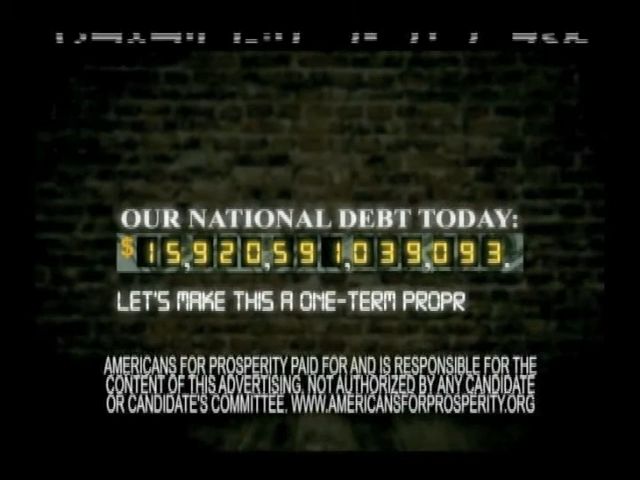 OUR NATIONAL DEBT TODAY:
$15,920,591,039,093.
LET'S MAKE THIS A ONE-TERM PROPR
AMERICANS FOR PROSPERITY PAID FOR AND IS RESPONSIBLE FOR THE
CONTENT OF THIS ADVERTISING. NOT AUTHORIZED BY ANY CANDIDATE
OR CANDIDATE'S COMMITTEE. WWW.AMERICANSFORPROSPERITY.ORG